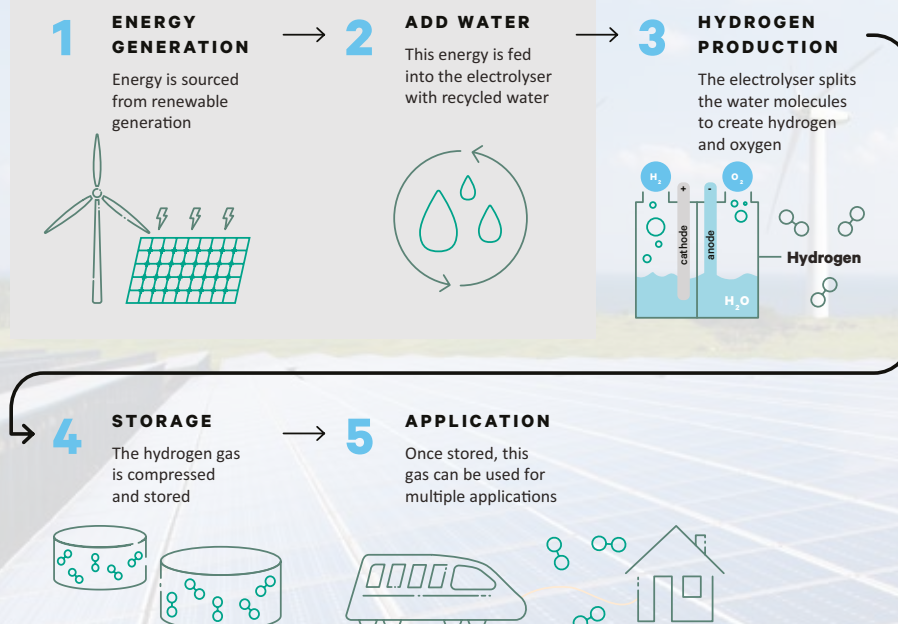 1
ENERGY
GENERATION
Energy is sourced
from renewable
generation
2
ADD WATER
This energy is fed
into the electrolyser
with recycled water
3
HYDROGEN
PRODUCTION
The electrolyser splits
the water molecules
to create hydrogen
and oxygen
H₂
+
-
O₂
cathode
anode
Hydrogen
H₂O
4
STORAGE
The hydrogen gas
is compressed
and stored
5
APPLICATION
Once stored, this
gas can be used for
multiple applications